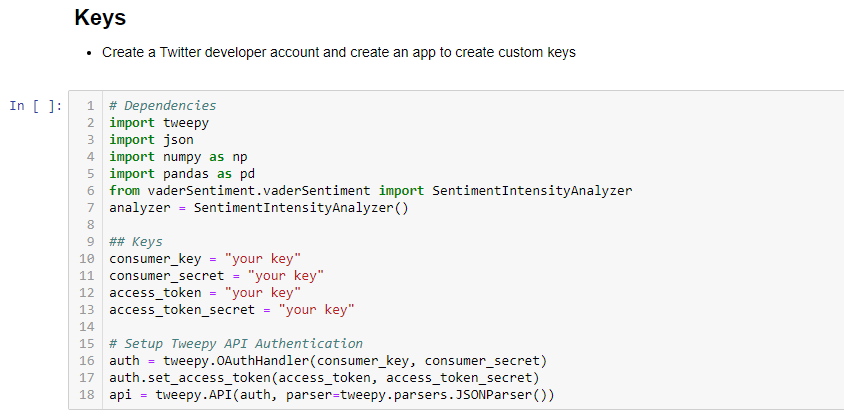 Keys
• Create a Twitter developer account and create an app to create custom keys
In [ ]:
1 # Dependencies
2 import tweepy
3 import json
4 import numpy as np
5 import pandas as pd
6 from vaderSentiment.vaderSentiment import SentimentIntensityAnalyzer
7 analyzer = SentimentIntensityAnalyzer()
8
9 ## Keys
10 consumer_key = "your key"
11 consumer_secret = "your key"
12 access_token = "your key"
13 access_token_secret = "your key"
14
15 # Setup Tweepy API Authentication
16 auth = tweepy.OAuthHandler(consumer_key, consumer_secret)
17 auth.set_access_token(access_token, access_token_secret)
18 api = tweepy.API(auth, parser=tweepy.parsers.JSONParser())